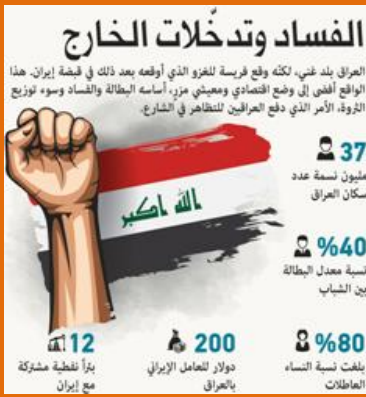 الفساد وتدخّلات الخارج
العراق بلد غني، لكنّه وقع فريسة للغزو الذي أوقعه بعد ذلك في قبضة إيران. هذا
الواقع أفضى إلى وضع اقتصادي ومعيشي مزرٍ، أساسه البطالة والفساد وسوء توزيع
الثروة، الأمر الذي دفع العراقيين للتظاهر في الشارع.
37
مليون نسمة عدد
سكان العراق
الله اكبر
%40
نسبة معدل البطالة
بين الشباب
%80
بلغت نسبة النساء
العاطلات
200
دولار للعامل الإيراني
بالعراق
12
بئراً نفطية مشتركة
مع إيران